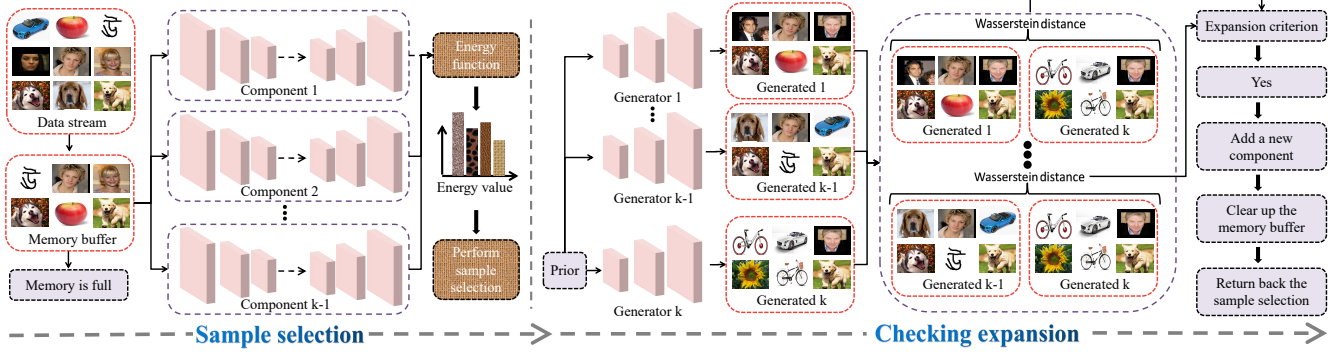 Data stream
Memory buffer
Memory is full
Component 1
Component 2
Component k-1
Energy
function
Energy value
Perform
sample
selection
Sample selection
Prior
Generator 1
Generator k-1
Generator k
Generated 1
Generated k-1
Generated k
Wasserstein distance
Generated 1
Generated k
Wasserstein distance
Generated k-1
Generated k
Expansion criterion
Yes
Add a new
component
Clear up the
memory buffer
Return back the
sample selection
Checking expansion